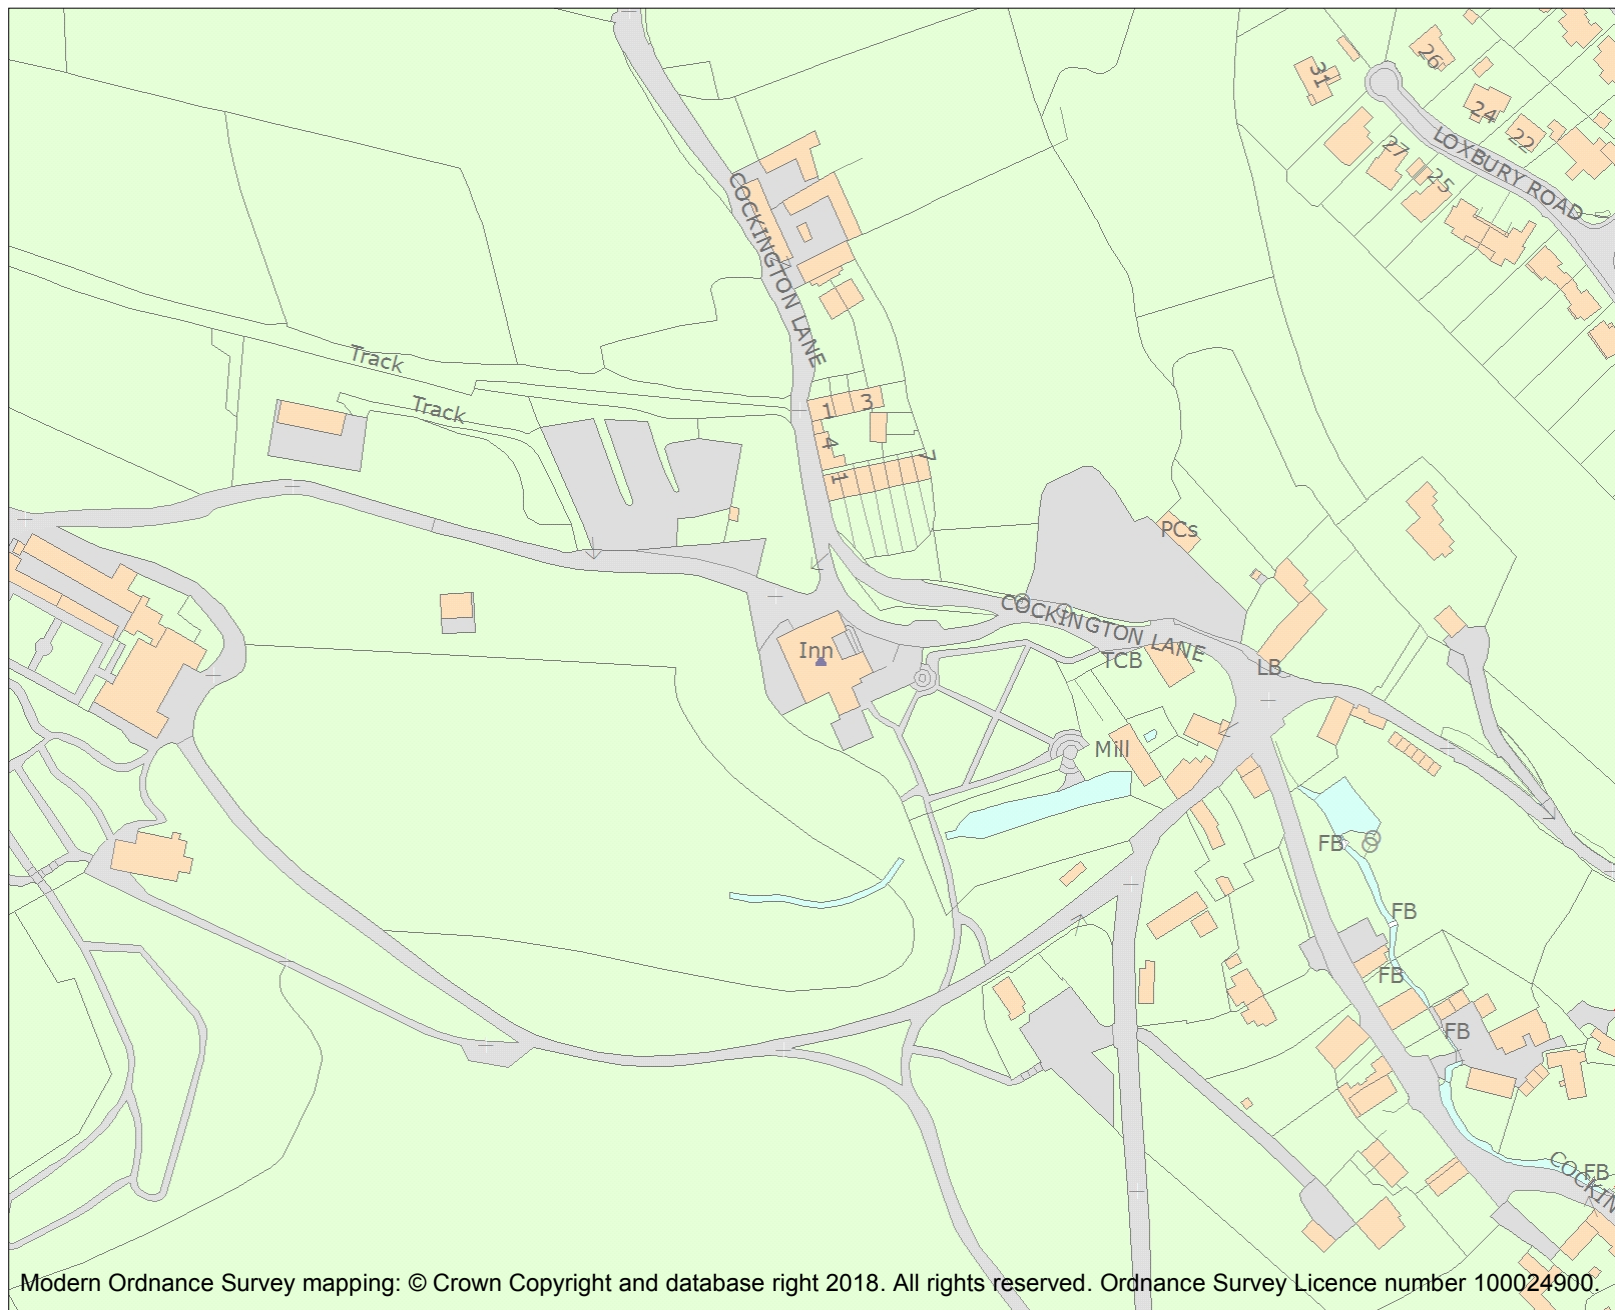 31
26
24
22
27
25
LOXBURY ROAD
COCKINGTON LANE
Track
Track
1
3
4
1
7
PCs
COCKINGTON LANE
Inn
TCB
LB
Mill
FB
FB
FB
FB
FB
COCKIN
Modern Ordnance Survey mapping: © Crown Copyright and database right 2018. All rights reserved. Ordnance Survey Licence number 100024900.